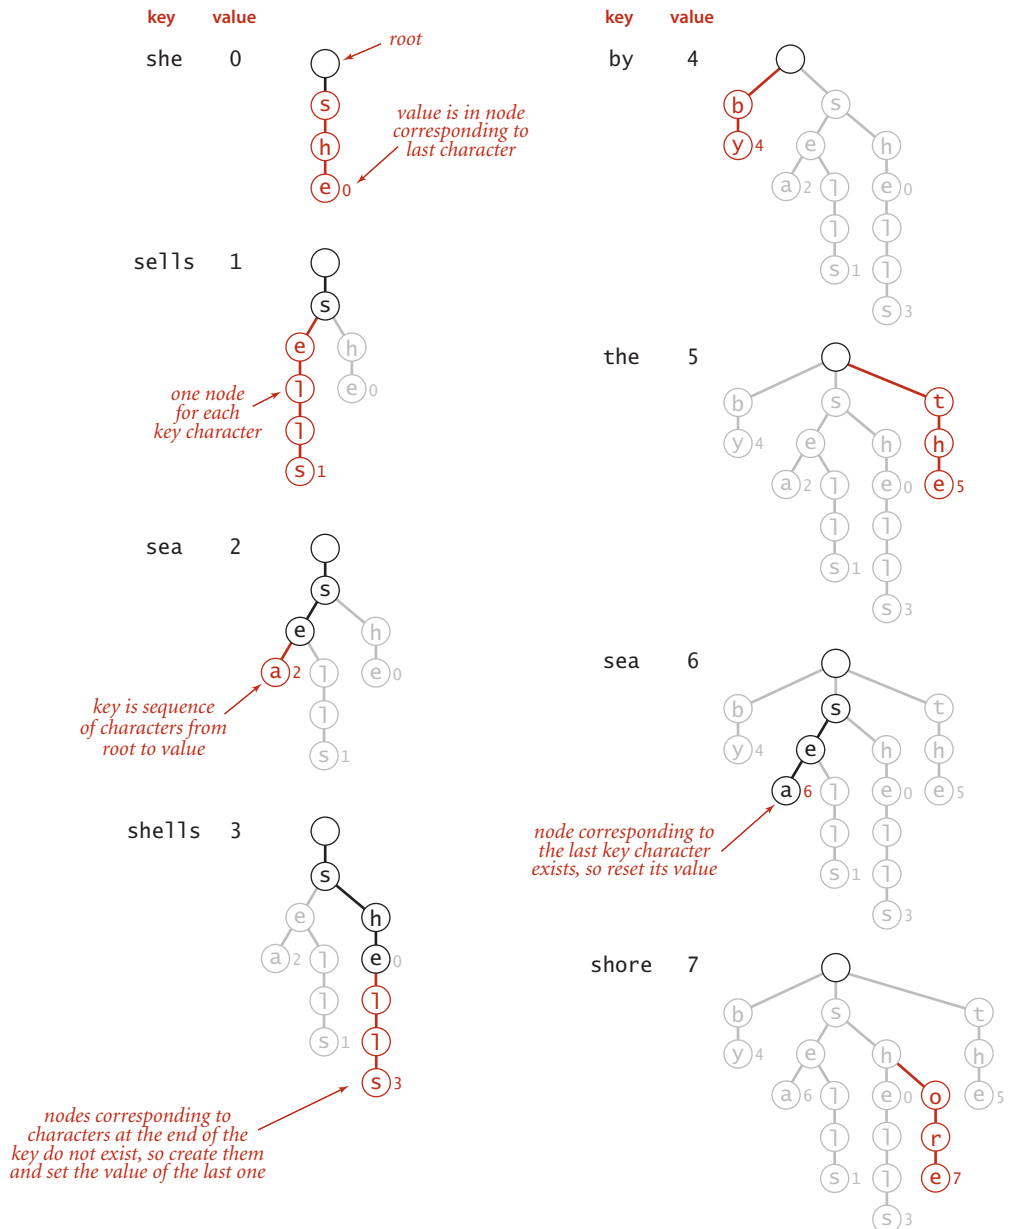 key value
she 0
root
s
h
e 0
value is in node
corresponding to
last character
sells 1
s
e h
l e 0
one node
for each
key character
l
s 1
sea 2
s
e h
a 2 l e 0
l
s 1
key is sequence
of characters from
root to value
shells 3
s
e h
a 2 l e 0
l l
s 1 l
s 3
nodes corresponding to
characters at the end of the
key do not exist, so create them
and set the value of the last one
key value
by 4
b s
y 4 e h
a 2 l e 0
l l
s 1 l
s 3
the 5
b s t
y 4 e h h
a 2 l e 0 e 5
l l
s 1 l
s 3
sea 6
b s t
y 4 e h h
a 6 l e 0 e 5
l l
s 1 l
s 3
node corresponding to
the last key character
exists, so reset its value
shore 7
b s t
y 4 e h h
a 6 l e 0 o e 5
l l r
s 1 l e 7
s 3